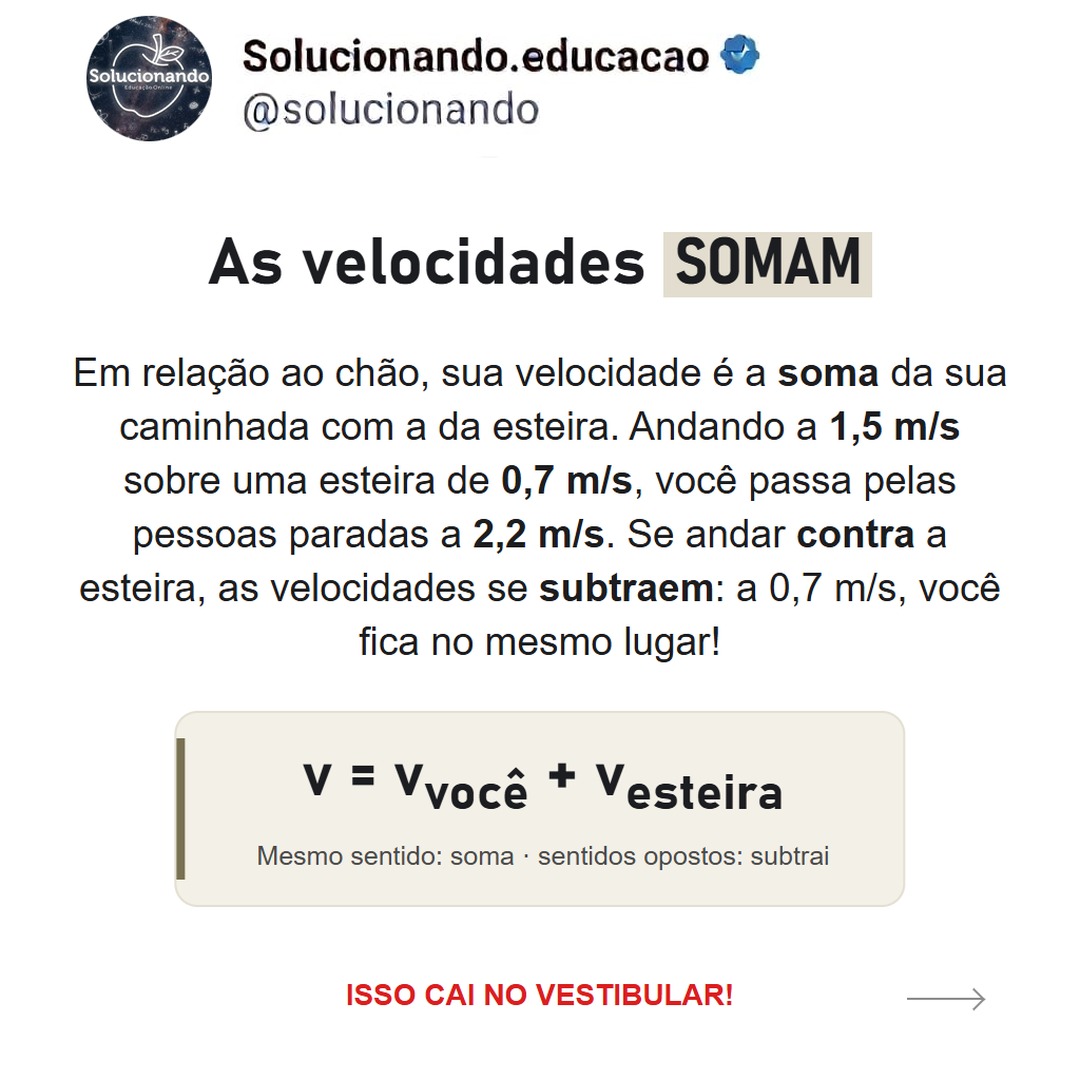 Solucionando
Educação Online
Solucionando.educacao
@solucionando
As velocidades SOMAM
Em relação ao chão, sua velocidade é a soma da sua
caminhada com a da esteira. Andando a 1,5 m/s
sobre uma esteira de 0,7 m/s, você passa pelas
pessoas paradas a 2,2 m/s. Se andar contra a
esteira, as velocidades se subtraem: a 0,7 m/s, você
fica no mesmo lugar!
v = v você + v esteira
Mesmo sentido: soma · sentidos opostos: subtrai
ISSO CAI NO VESTIBULAR!